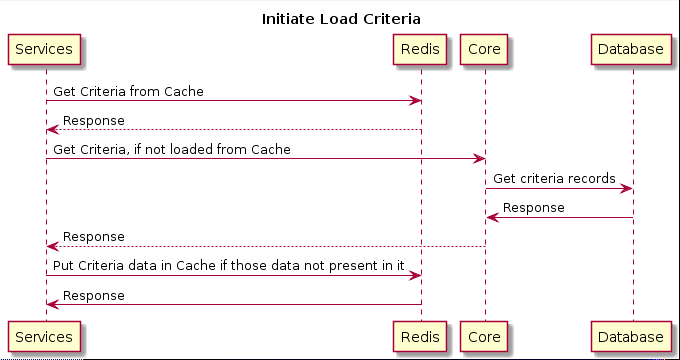 Initiate Load Criteria
Services Redis Core Database
Get Criteria from Cache
Response
Get Criteria, if not loaded from Cache
Get criteria records
Response
Response
Put Criteria data in Cache if those data not present in it
Response
Services Redis Core Database